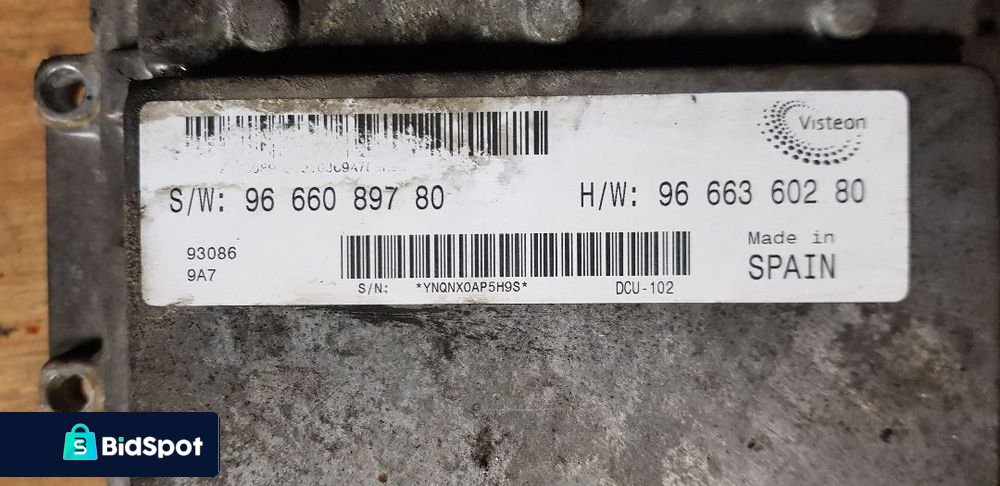 Visteon
S/W: 96 660 897 80
H/W: 96 663 602 80
93086
9A7
S/N: *YNQNX0AP5H9S*
DCU-102
Made in
SPAIN
BidSpot